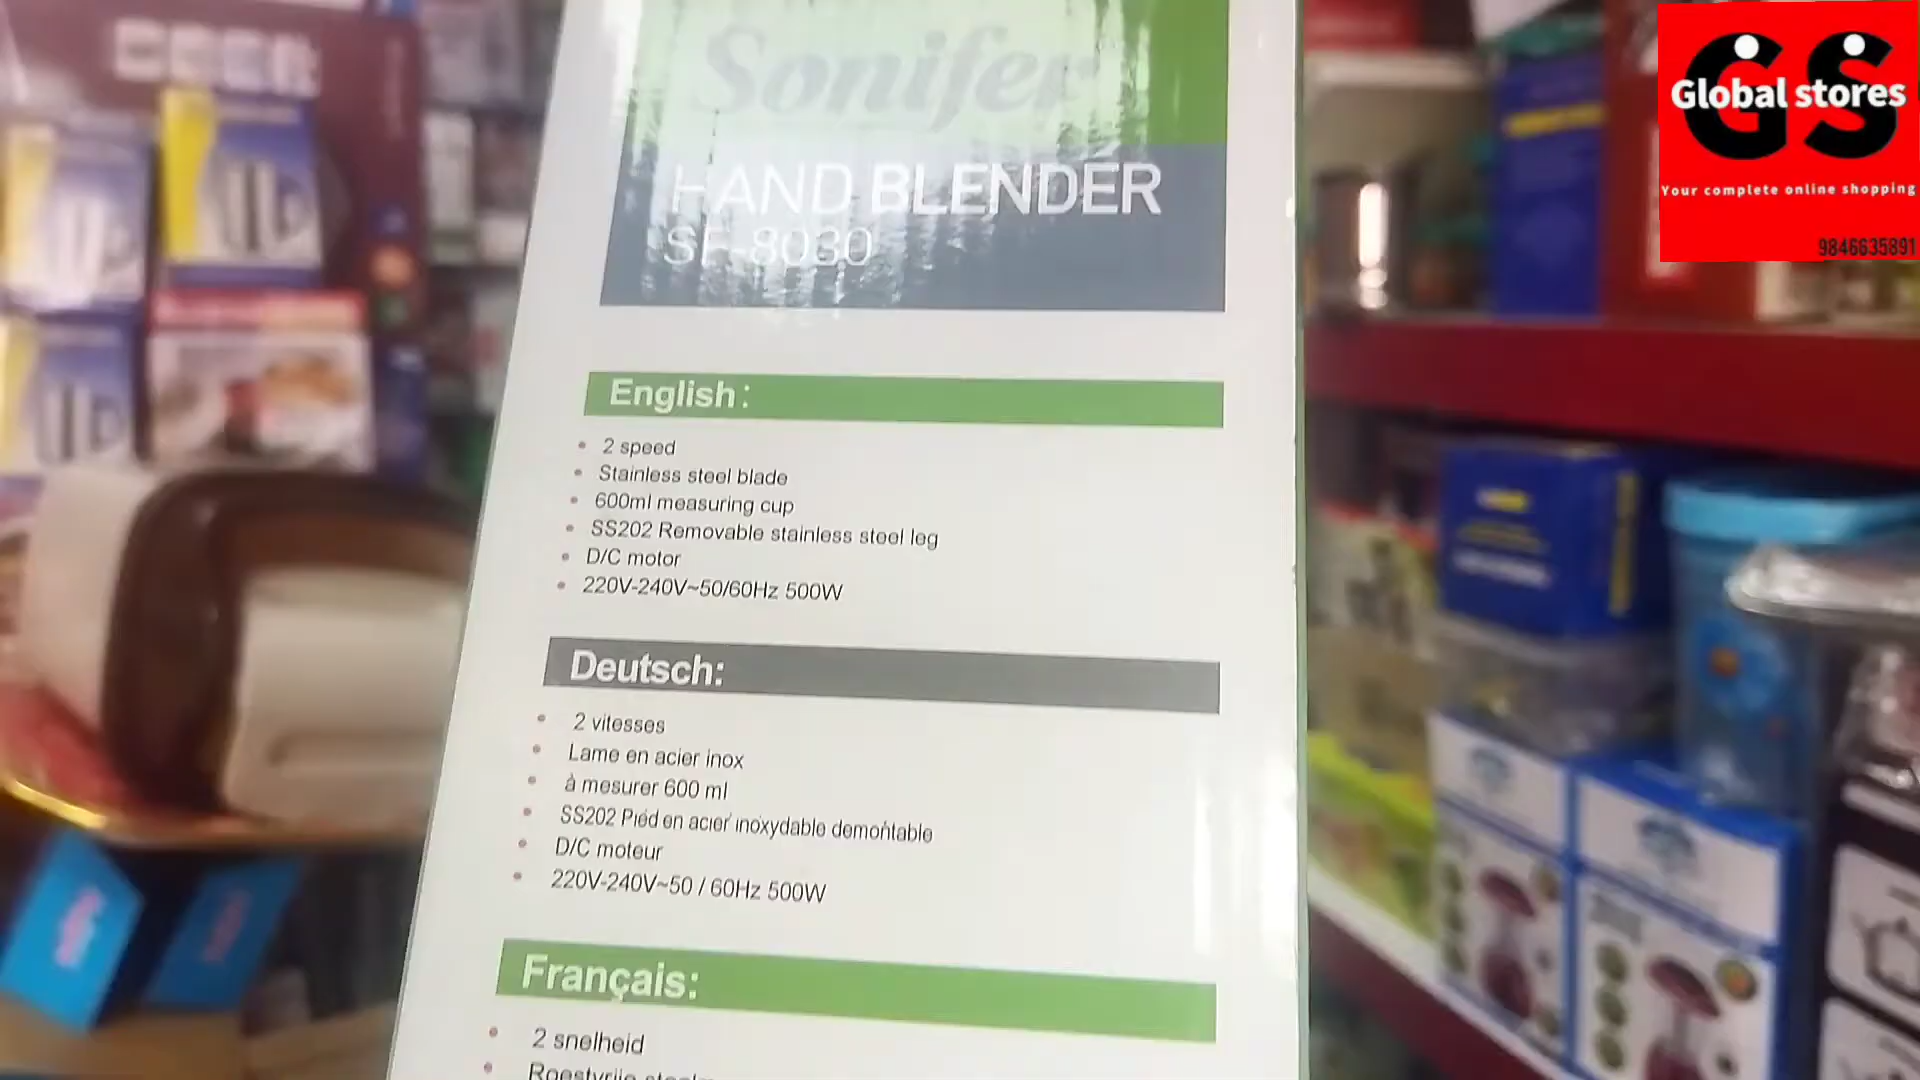 Sonifer
HAND BLENDER
SF-8030
English:
2 speed
Stainless steel blade
600ml measuring cup
SS202 Removable stainless steel leg
D/C motor
220V-240V~50/60Hz 500W
Deutsch:
2 vitesses
Lame en acier inox
à mesurer 600 ml
SS202 Pied en acier inoxydable demontable
D/C moteur
220V-240V~50 / 60Hz 500W
Français:
2 snelheid
GS
Global stores
Your complete online shopping
9846635891